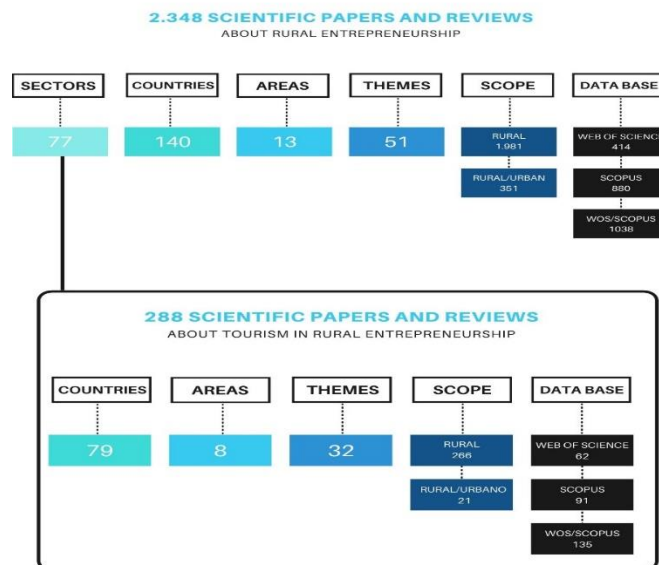 2.348 SCIENTIFIC PAPERS AND REVIEWS
ABOUT RURAL ENTREPRENEURSHIP
SECTORS COUNTRIES AREAS THEMES SCOPE DATA BASE
77 140 13 51 RURAL 1.981 WEB OF SCIENCE 414
RURAL/URBAN 351 SCOPUS 880
WOS/SCOPUS 1038
288 SCIENTIFIC PAPERS AND REVIEWS
ABOUT TOURISM IN RURAL ENTREPRENEURSHIP
COUNTRIES AREAS THEMES SCOPE DATA BASE
79 8 32 RURAL 266 WEB OF SCIENCE 62
RURAL/URBANO 21 SCOPUS 91
WOS/SCOPUS 135